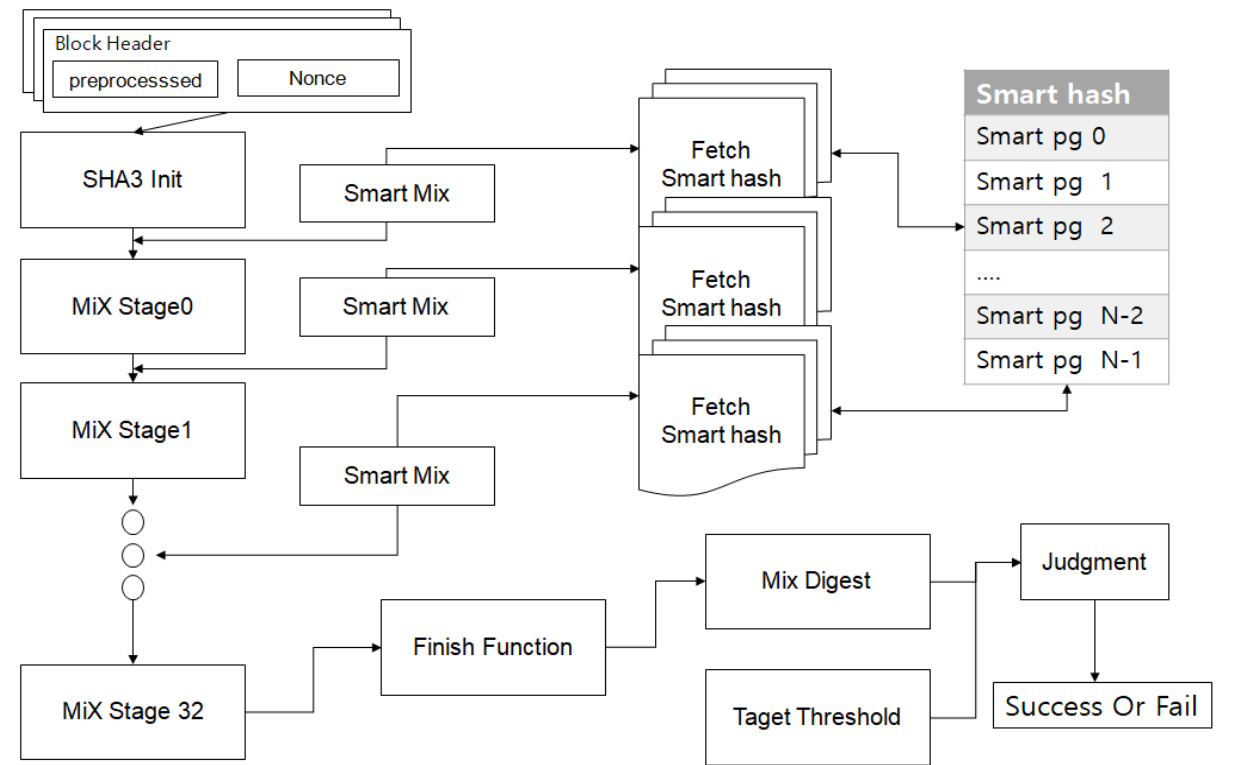 Block Header
preprocesssed
Nonce
SHA3 Init
Smart Mix
Fetch
Smart hash
Smart hash
Smart pg 0
Smart pg 1
Smart pg 2
....
Smart pg N-2
Smart pg N-1
MiX Stage0
Smart Mix
Fetch
Smart hash
MiX Stage1
Smart Mix
Fetch
Smart hash
MiX Stage 32
Finish Function
Mix Digest
Taget Threshold
Judgment
Success Or Fail